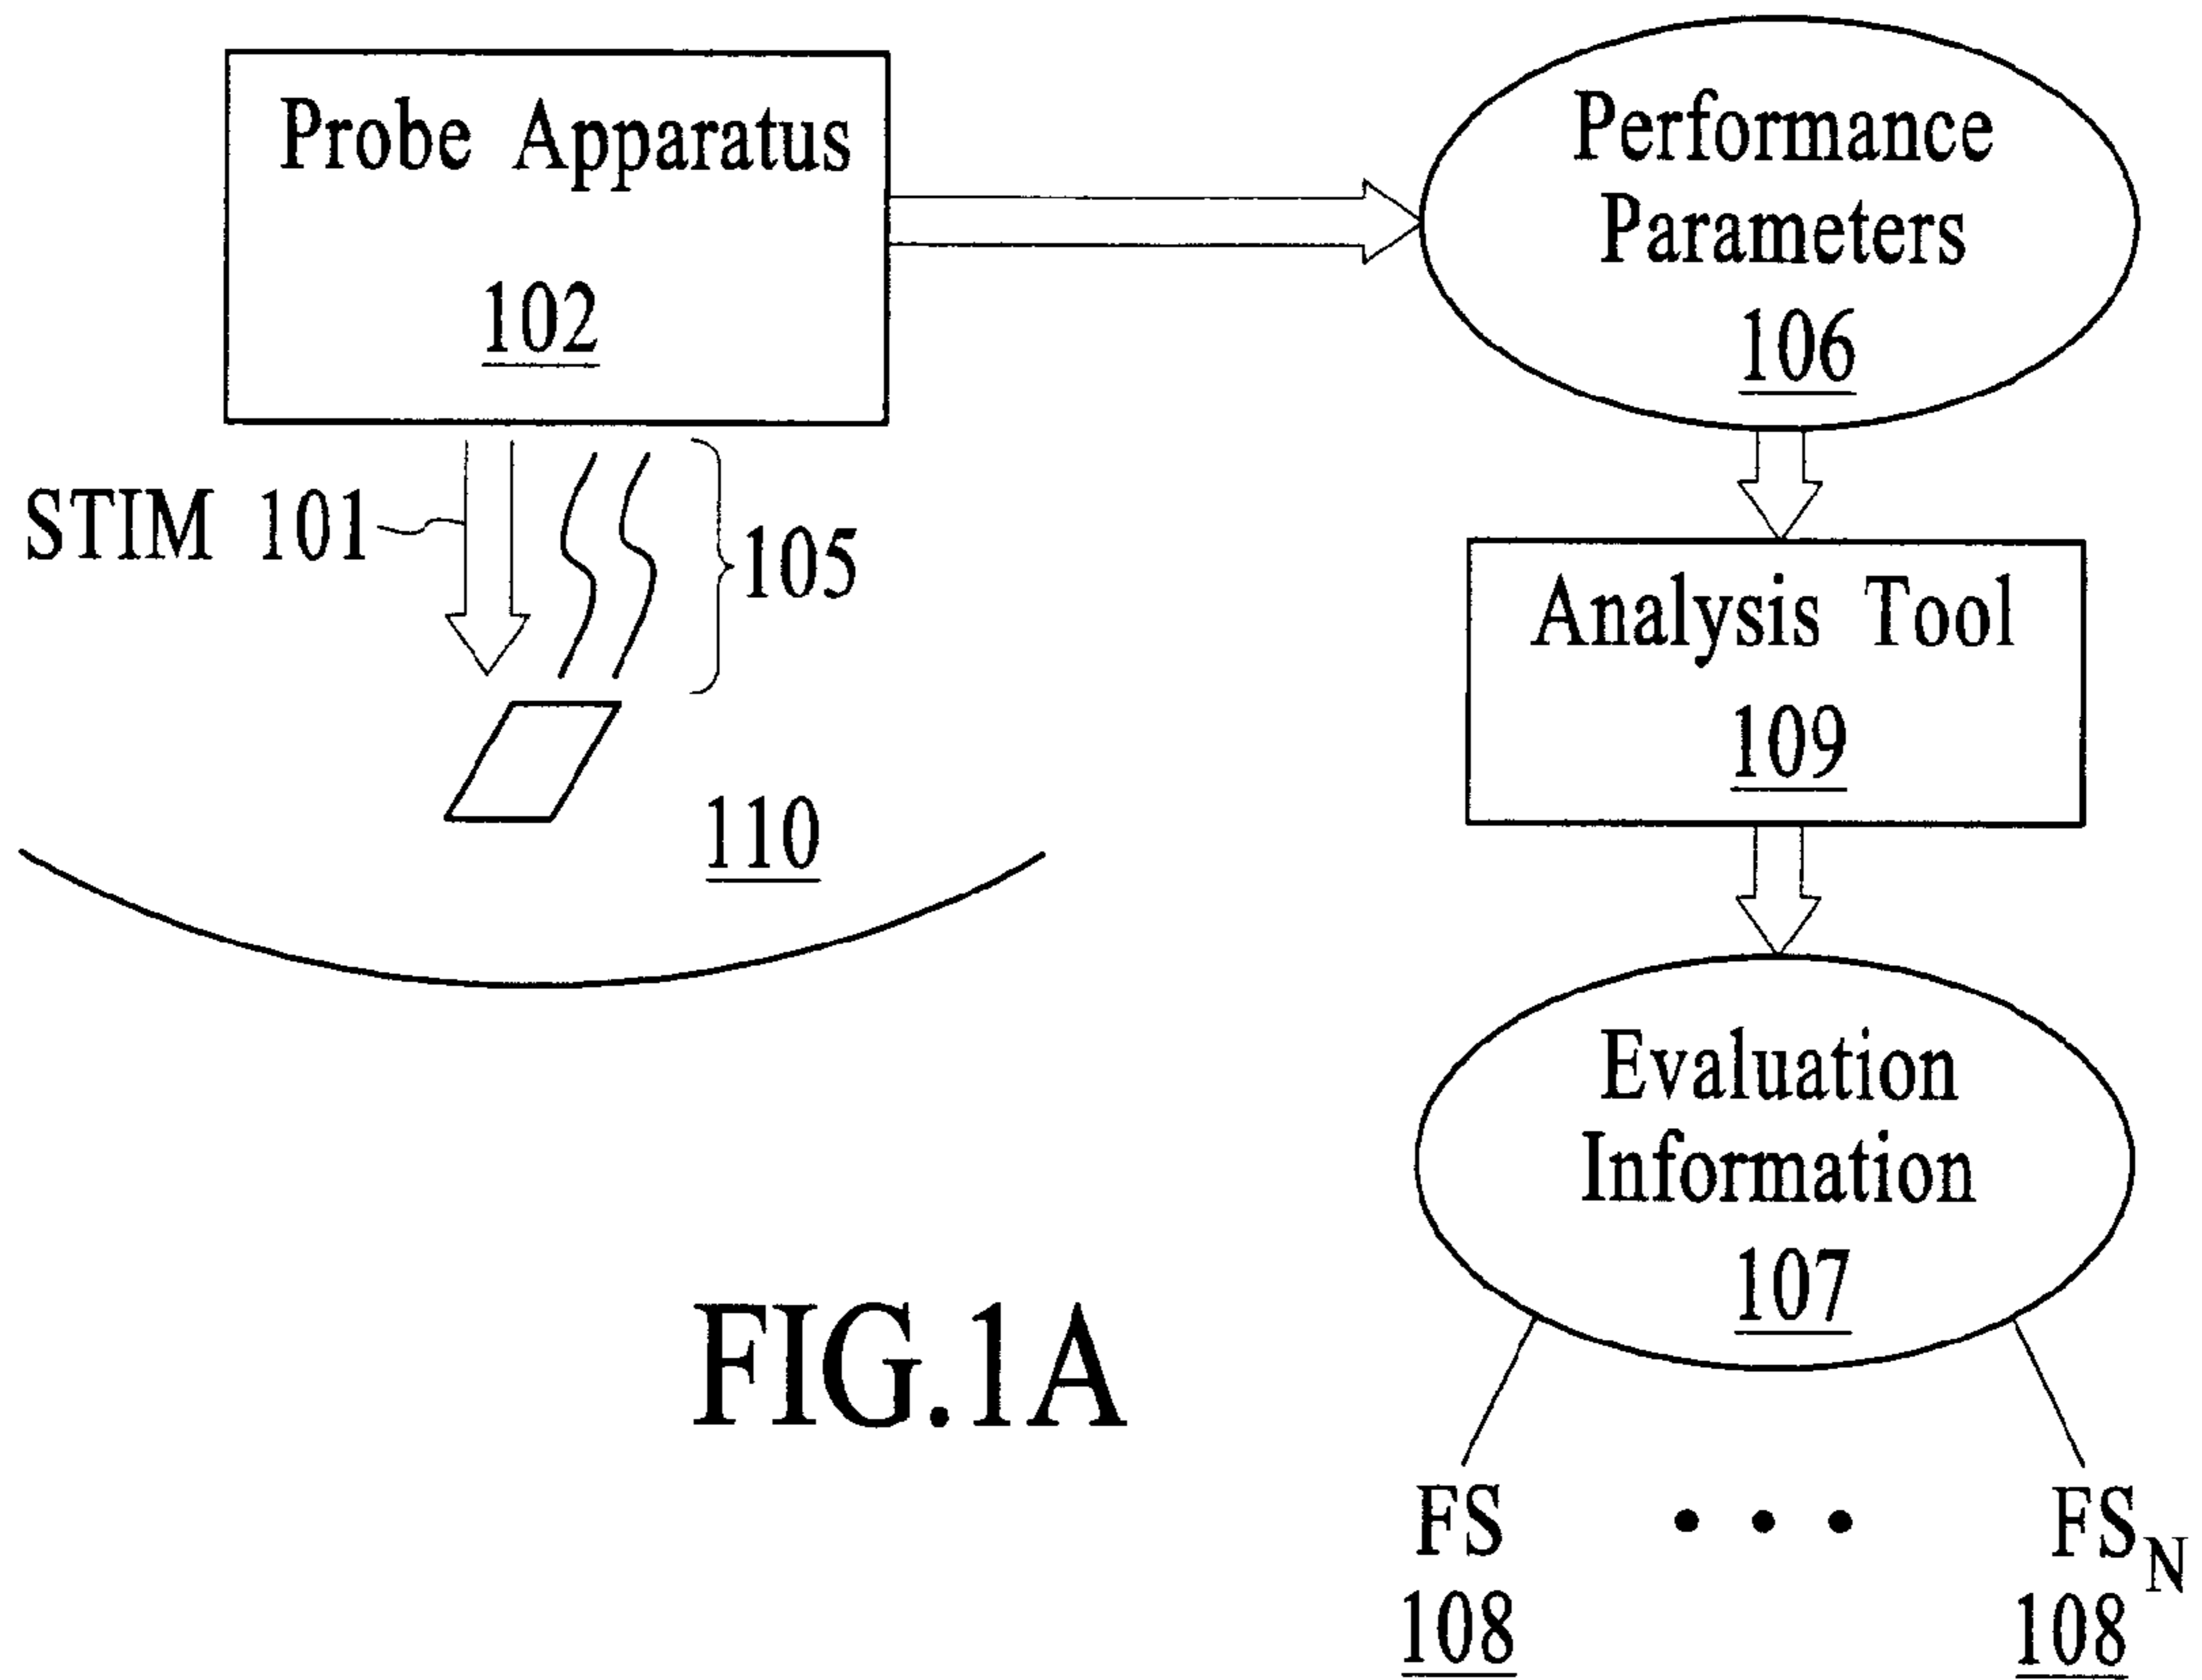 Probe Apparatus
102
Performance
Parameters
106
STIM 101
105
Analysis Tool
109
110
Evaluation
Information
107
FIG.1A
FS • • • FS_N
108 108